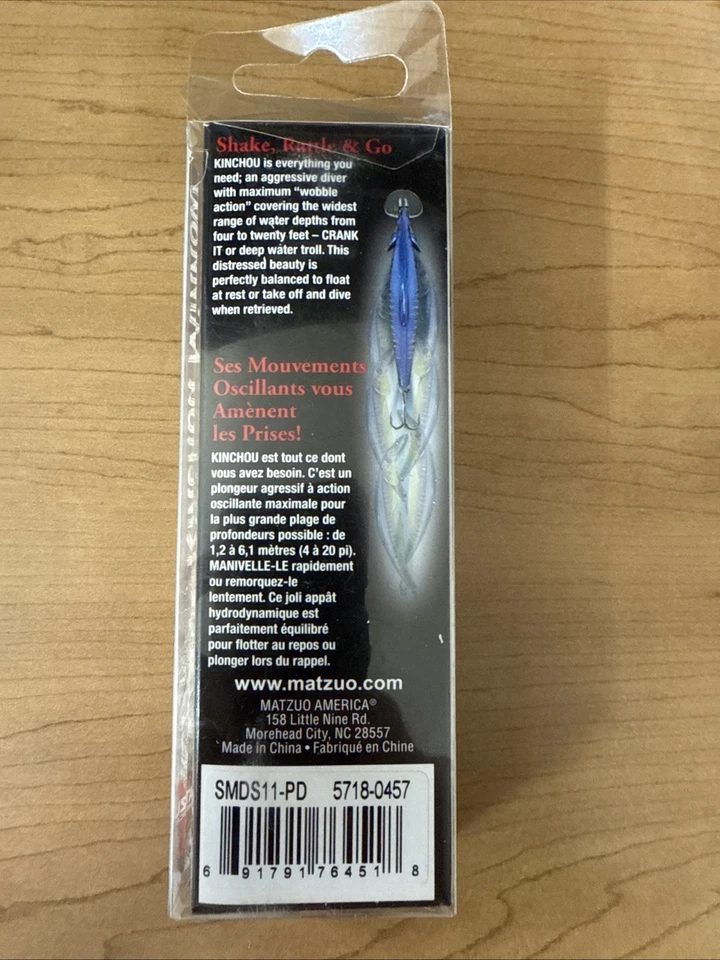 Shake, Rattle & Go
KINCHOU is everything you
need; an aggressive diver
with maximum “wobble
action” covering the widest
range of water depths from
four to twenty feet – CRANK
IT or deep water troll. This
distressed beauty is
perfectly balanced to float
at rest or take off and dive
when retrieved.
Ses Mouvements
Oscillants vous
Amènent
les Prises!
KINCHOU est tout ce dont
vous avez besoin. C’est un
plongeur agressif à action
oscillante maximale pour
la plus grande plage de
profondeurs possible : de
1,2 à 6,1 mètres (4 à 20 pi).
MANIVELLE-LE rapidement
ou remorquez-le
lentement. Ce joli appât
hydrodynamique est
parfaitement équilibré
pour flotter au repos ou
plonger lors du rappel.
www.matzuo.com
MATZUO AMERICA®
158 Little Nine Rd.
Morehead City, NC 28557
Made in China • Fabriqué en Chine
SMDS11-PD 5718-0457
6 91791 76451 8
KINCHOU MINNOW